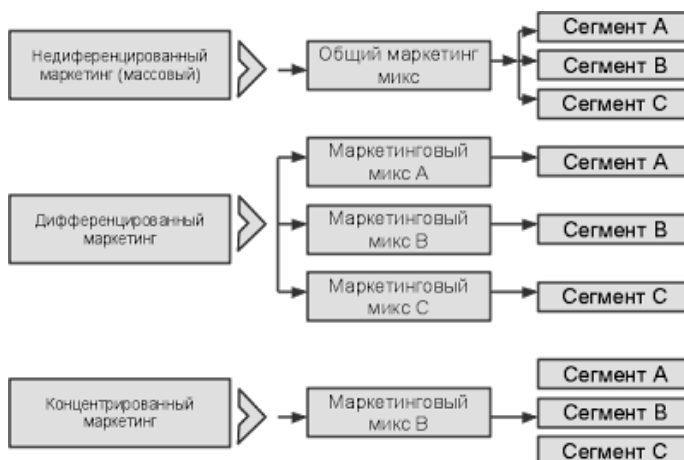 Недиференцированный
маркетинг (массовый)
Общий маркетинг
микс
Сегмент A
Сегмент B
Сегмент C
Дифференцированный
маркетинг
Маркетинговый
микс A
Маркетинговый
микс B
Маркетинговый
микс C
Сегмент A
Сегмент B
Сегмент C
Концентрированный
маркетинг
Маркетинговый
микс B
Сегмент A
Сегмент B
Сегмент C